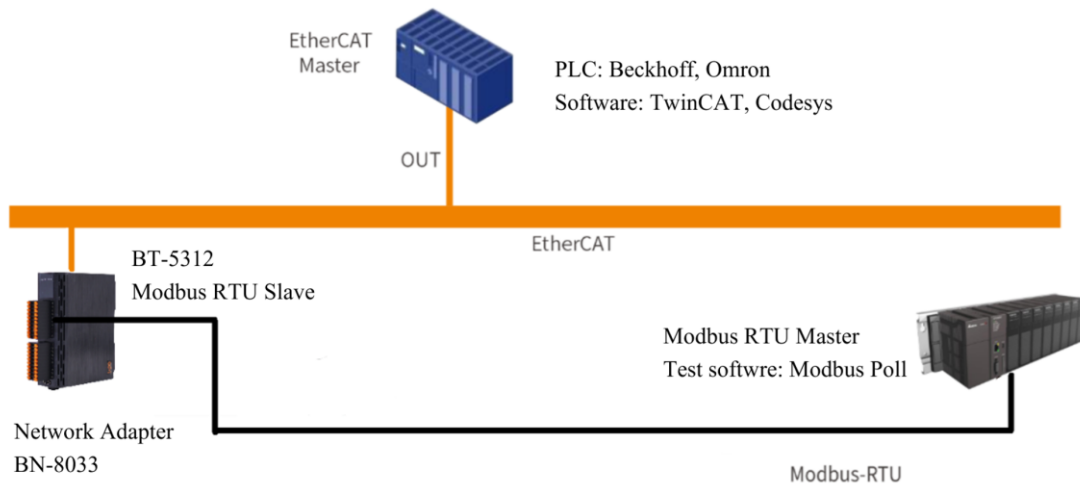 EtherCAT
Master
PLC: Beckhoff, Omron
Software: TwinCAT, Codesys
OUT
EtherCAT
BT-5312
Modbus RTU Slave
Modbus RTU Master
Test softwre: Modbus Poll
Network Adapter
BN-8033
Modbus-RTU